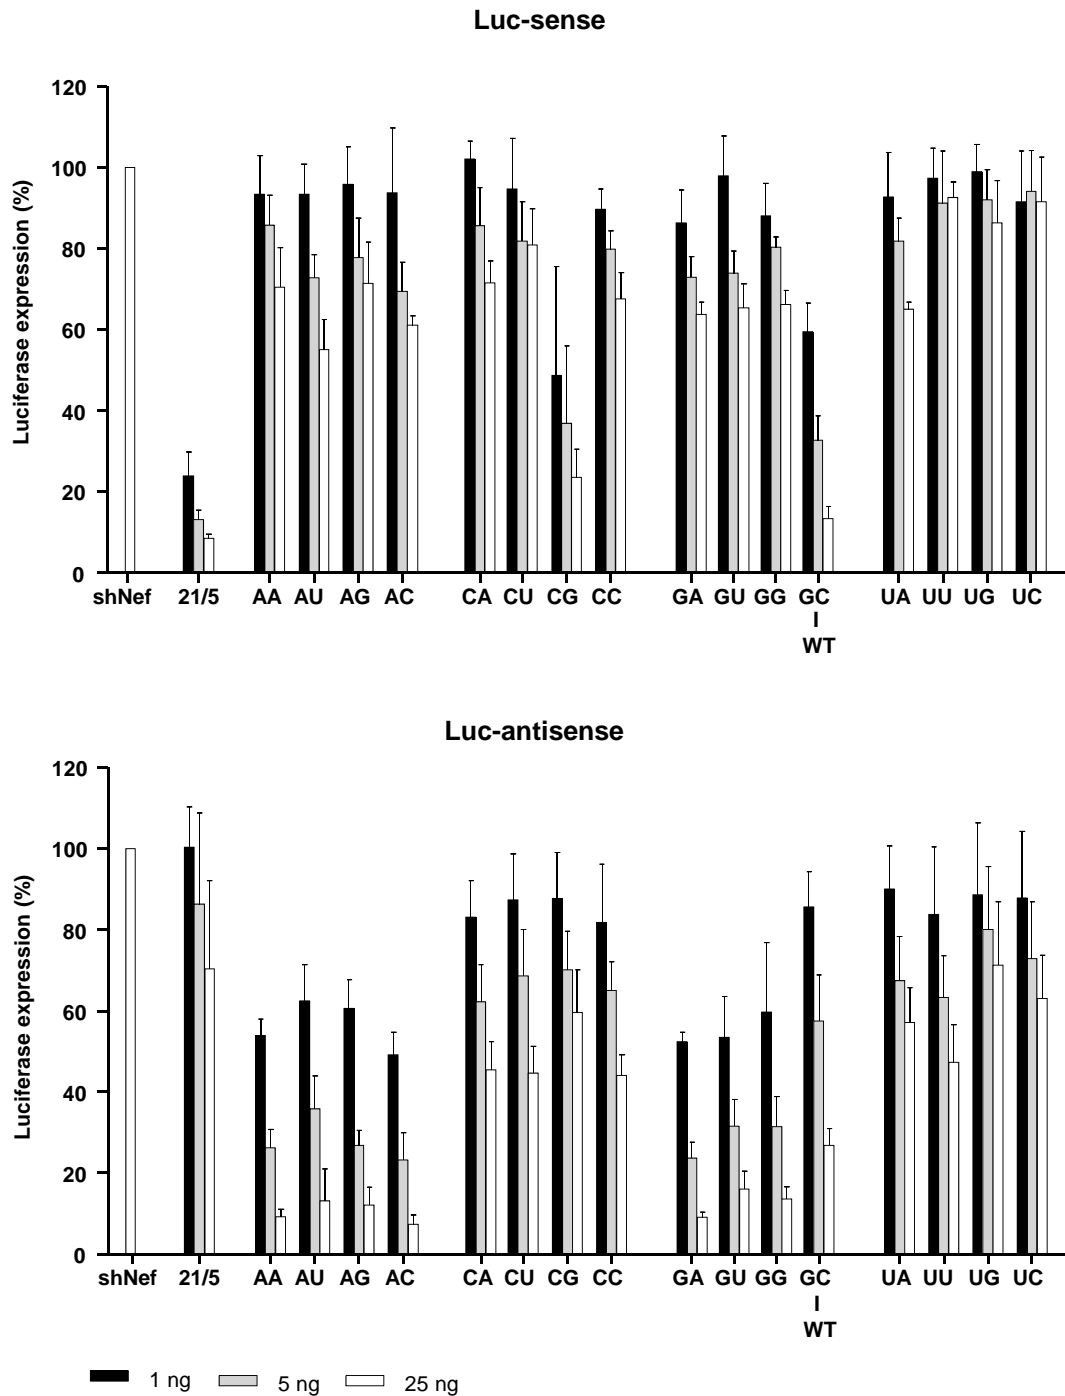 Luc-sense
Luciferase expression (%)
120
100
80
60
40
20
0
shNef 21/5 AA AU AG AC CA CU CG CC GA GU GG GC UA UU UG UC
I
WT
Luc-antisense
Luciferase expression (%)
120
100
80
60
40
20
0
shNef 21/5 AA AU AG AC CA CU CG CC GA GU GG GC UA UU UG UC
I
WT
1 ng 5 ng 25 ng